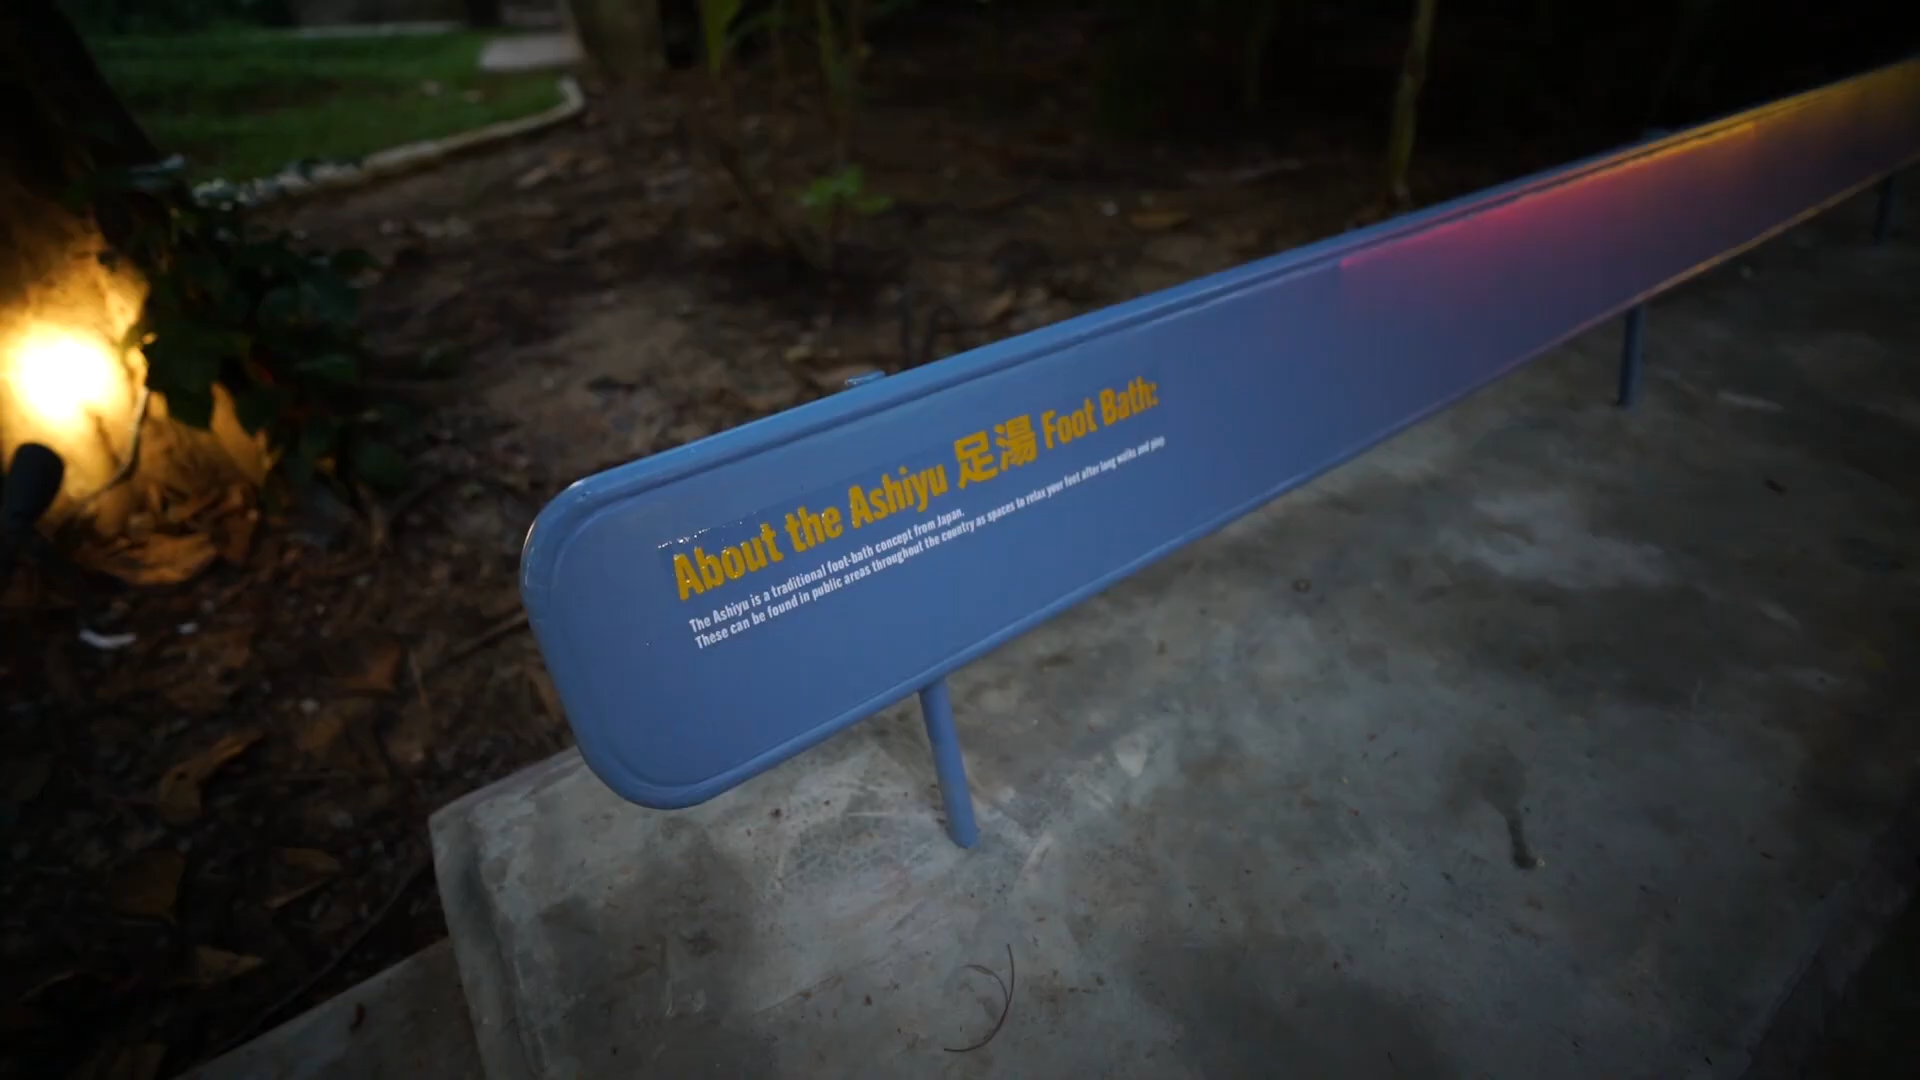 About the Ashiyu 足湯 Foot Bath:
The Ashiyu is a traditional foot-bath concept from Japan.
These can be found in public areas throughout the country as spaces to relax your feet after long walks and play